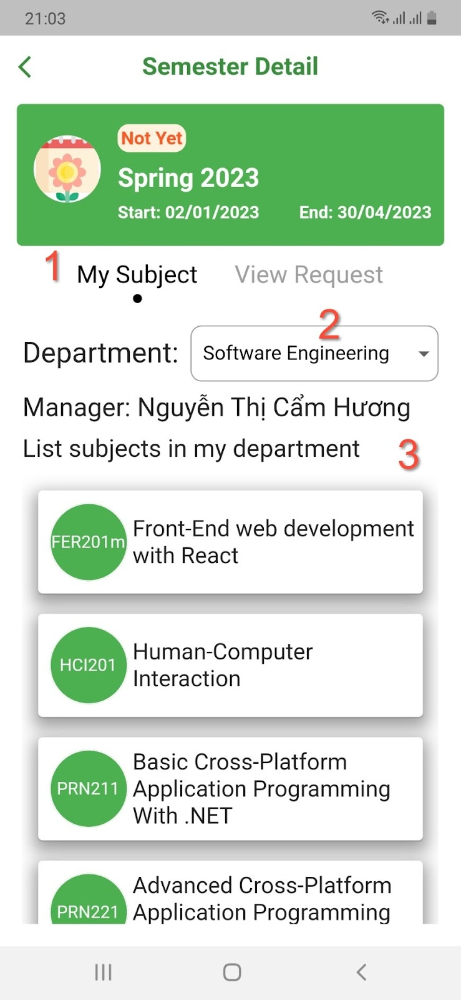 21:03
Semester Detail
Not Yet
Spring 2023
Start: 02/01/2023 End: 30/04/2023
1 My Subject View Request
2
Department: Software Engineering
Manager: Nguyễn Thị Cẩm Hương
List subjects in my department 3
FER201m
Front-End web development
with React
HCI201
Human-Computer
Interaction
PRN211
Basic Cross-Platform
Application Programming
With .NET
PRN221
Advanced Cross-Platform
Application Programming